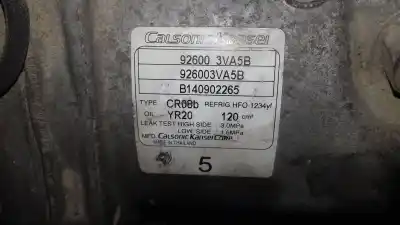 Calsonic Kansei
92600 3VA5B
926003VA5B
B140902265
TYPE CR08b REFRIG HFO-1234yf
OIL YR20 120 cm³
LEAK TEST HIGH SIDE 3.0MPa
LOW SIDE 1.6MPa
MFD. Calsonic Kansei Corp.
MADE IN THAILAND
5